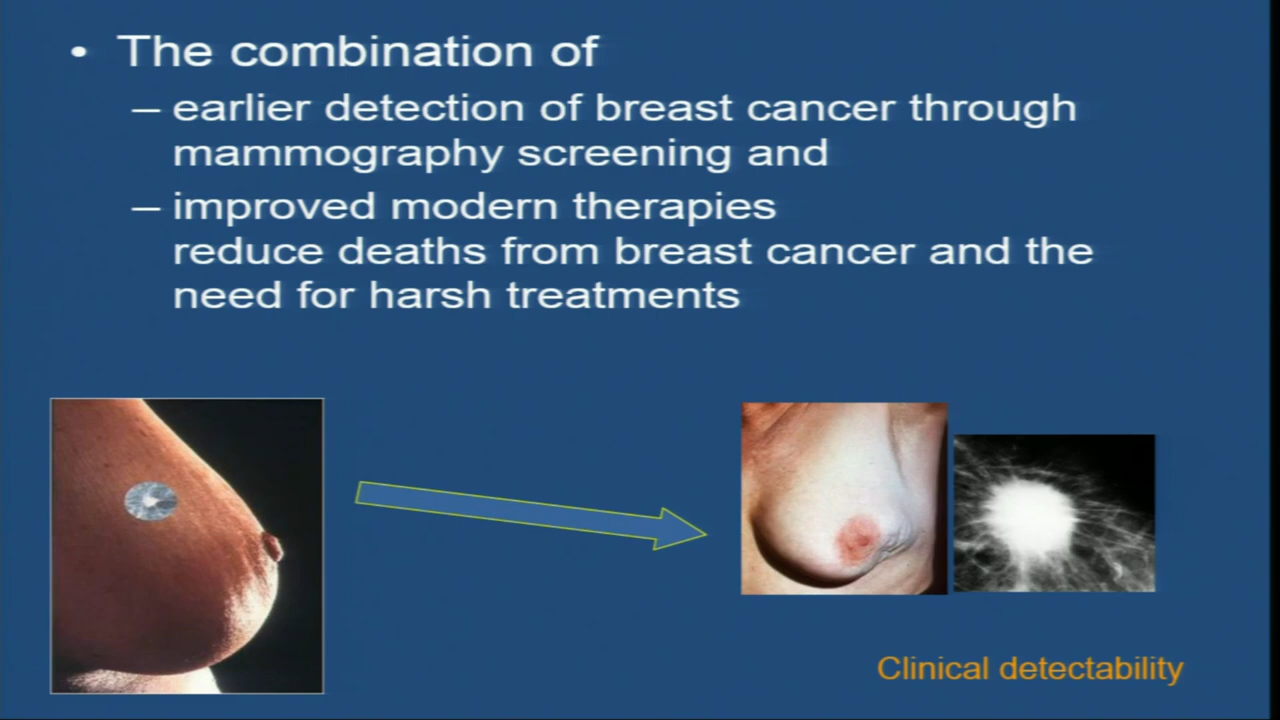 • The combination of
– earlier detection of breast cancer through
mammography screening and
– improved modern therapies
reduce deaths from breast cancer and the
need for harsh treatments
Clinical detectability